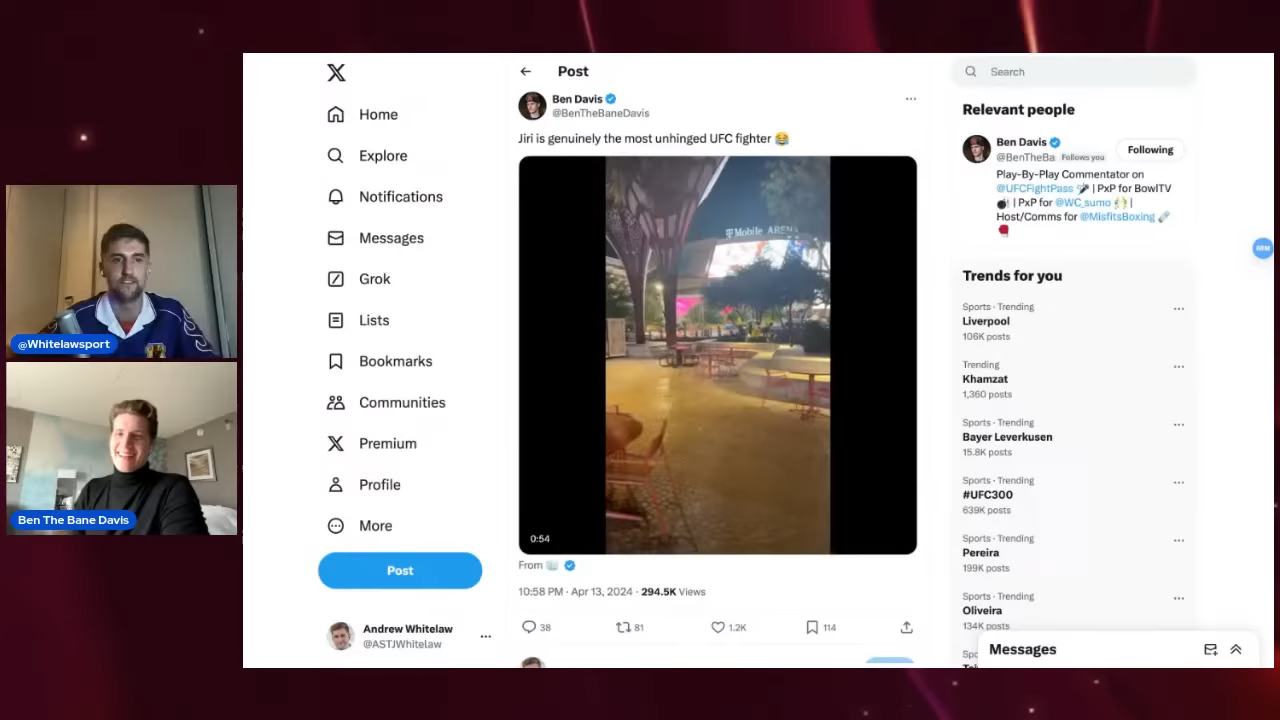 @Whitelawsport
Ben The Bane Davis
Home
Explore
Notifications
Messages
Grok
Lists
Bookmarks
Communities
Premium
Profile
More
Post
Andrew Whitelaw
@ASTJWhitelaw
Post
Ben Davis
@BenTheBaneDavis
Jiri is genuinely the most unhinged UFC fighter 😂
T Mobile ARENA
0:54
From
10:58 PM · Apr 13, 2024 · 294.5K Views
38
81
1.2K
114
Search
Relevant people
Ben Davis
@BenTheBa Follows you
Following
Play-By-Play Commentator on
@UFCFightPass | PxP for BowlTV
| PxP for @WC_sumo |
Host/Comms for @MisfitsBoxing
Trends for you
Sports · Trending
Liverpool
106K posts
Trending
Khamzat
1,360 posts
Sports · Trending
Bayer Leverkusen
15.8K posts
Sports · Trending
#UFC300
639K posts
Sports · Trending
Pereira
199K posts
Sports · Trending
Oliveira
134K posts
Messages